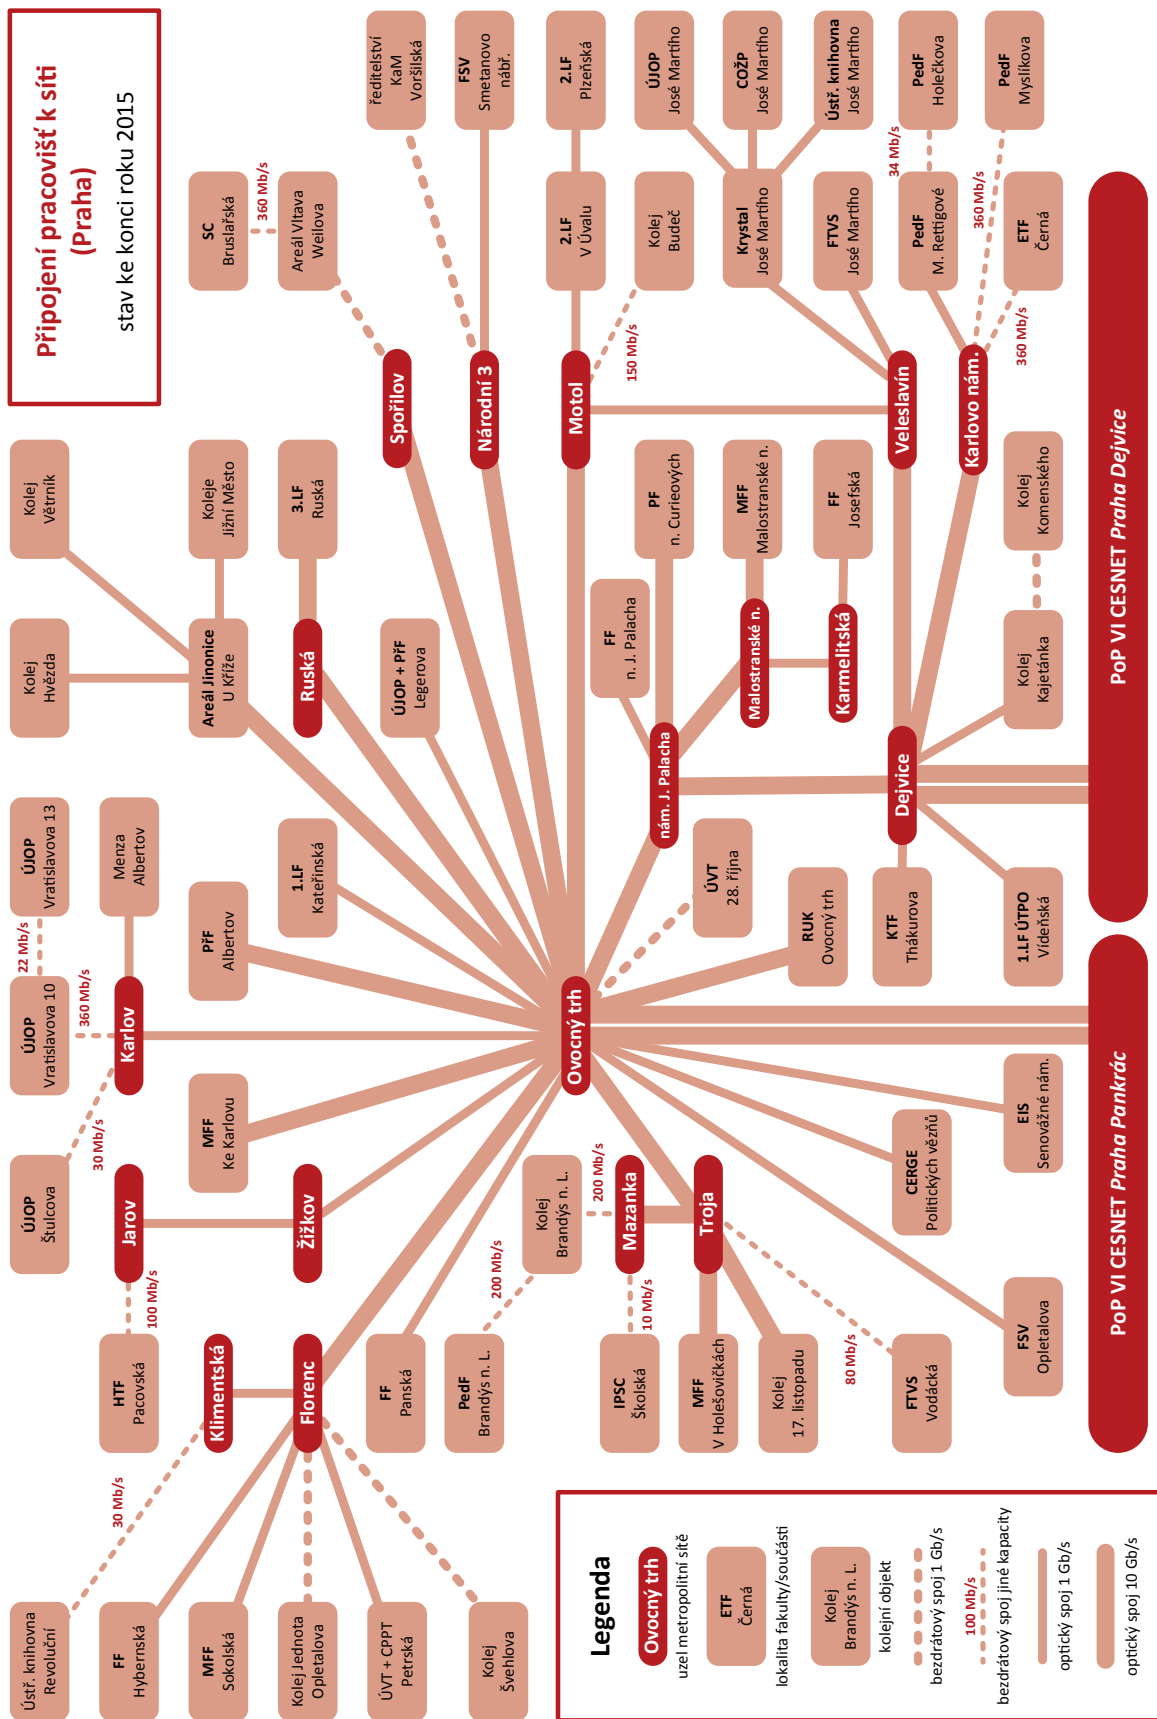 Připojení pracovišť k síti
(Praha)
stav ke konci roku 2015
Ústř. knihovna
Revoluční
FF
Hybernská
MFF
Sokolská
Kolej Jednota
Opletalova
ÚVT + CPPT
Petrská
Kolej
Švehlova
30 Mb/s
HTF
Pacovská
100 Mb/s
Klimentská
Florenc
FF
Panská
PedF
Brandýs n. L.
200 Mb/s
IPSC
Školská
10 Mb/s
MFF
V Holešovičkách
Kolej
17. listopadu
80 Mb/s
FTVS
Vodácká
FSV
Opletalova
ÚJOP
Štulcova
30 Mb/s
Jarov
Žižkov
MFF
Ke Karlovu
Kolej
Brandýs n. L.
200 Mb/s
Mazanka
Troja
CERGE
Politických vězňů
EIS
Senovážné nám.
ÚJOP
Vratislavova 10
22 Mb/s
ÚJOP
Vratislavova 13
360 Mb/s
Karlov
Menza
Albertov
PřF
Albertov
1.LF
Kateřinská
Ovocný trh
ÚVT
28. října
RUK
Ovocný trh
KTF
Thákurova
1.LF ÚTPO
Vídeňská
Kolej
Hvězda
Kolej
Větrník
Areál Jinonice
U Kříže
Koleje
Jižní Město
Ruská
3.LF
Ruská
ÚJOP + PřF
Legerova
FF
n. J. Palacha
nám. J. Palacha
PF
n. Curieových
Malostranské n.
MFF
Malostranské n.
Karmelitská
FF
Josefská
Dejvice
Kolej
Kajetánka
Kolej
Komenského
SC
Bruslařská
360 Mb/s
Areál Vltava
Weilova
Spořilov
ředitelství
KaM
Voršilská
Národní 3
FSV
Smetanovo
nábř.
Motol
2.LF
V Úvalu
2.LF
Plzeňská
150 Mb/s
Kolej
Budeč
Krystal
José Martího
ÚJOP
José Martího
COŽP
José Martího
Ústř. knihovna
José Martího
FTVS
José Martího
Veleslavín
PedF
M. Rettigové
34 Mb/s
PedF
Holečkova
Karlovo nám.
360 Mb/s
PedF
Myslíkova
360 Mb/s
ETF
Černá
PoP VI CESNET Praha Pankrác
PoP VI CESNET Praha Dejvice
Legenda
Ovocný trh
uzel metropolitní sítě
ETF
Černá
lokalita fakulty/součásti
Kolej
Brandýs n. L.
kolejní objekt
bezdrátový spoj 1 Gb/s
100 Mb/s
bezdrátový spoj jiné kapacity
optický spoj 1 Gb/s
optický spoj 10 Gb/s